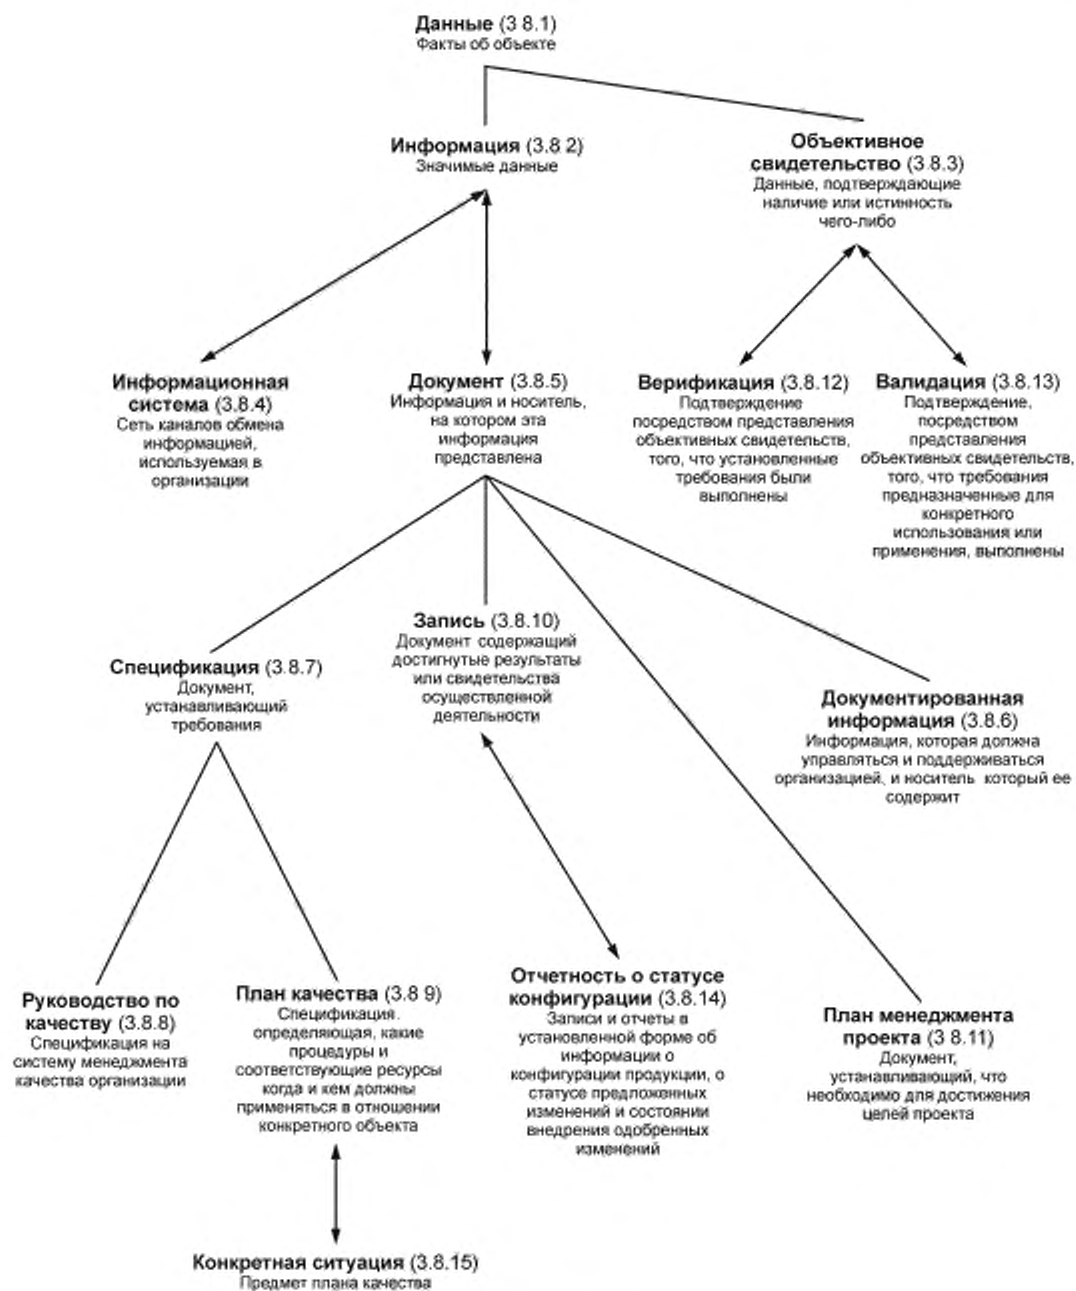 Данные (3 8.1)
Факты об объекте
Информация (3.8 2)
Значимые данные
Объективное
свидетельство (3.8.3)
Данные, подтверждающие
наличие или истинность
чего-либо
Информационная
система (3.8.4)
Сеть каналов обмена
информацией,
используемая в
организации
Документ (3.8.5)
Информация и носитель,
на котором эта
информация
представлена
Верификация (3.8.12)
Подтверждение
посредством представления
объективных свидетельств,
того, что установленные
требования были
выполнены
Валидация (3.8.13)
Подтверждение,
посредством
представления
объективных свидетельств,
того, что требования
предназначенные для
конкретного
использования или
применения, выполнены
Спецификация (3.8.7)
Документ,
устанавливающий
требования
Запись (3.8.10)
Документ содержащий
достигнутые результаты
или свидетельства
осуществленной
деятельности
Документированная
информация (3.8.6)
Информация, которая должна
управляться и поддерживаться
организацией, и носитель который ее
содержит
Руководство по
качеству (3.8.8)
Спецификация на
систему менеджмента
качества организации
План качества (3.8 9)
Спецификация.
определяющая, какие
процедуры и
соответствующие ресурсы
когда и кем должны
применяться в отношении
конкретного объекта
Отчетность о статусе
конфигурации (3.8.14)
Записи и отчеты в
установленной форме об
информации о
конфигурации продукции, о
статусе предложенных
изменений и состоянии
внедрения одобренных
изменений
План менеджмента
проекта (3 8.11)
Документ,
устанавливающий, что
необходимо для достижения
целей проекта
Конкретная ситуация (3.8.15)
Предмет плана качества